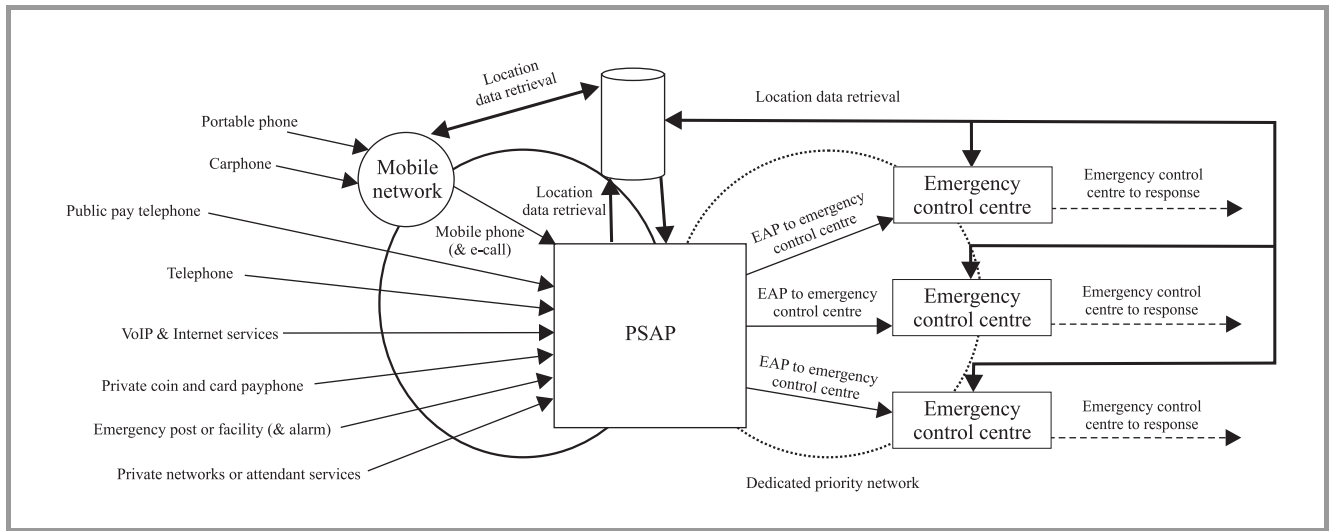 Location
data retrieval
Location data retrieval
Portable phone
Carphone
Mobile
network
Public pay telephone
Location
data retrieval
Mobile phone
(& e-call)
Telephone
VoIP & Internet services
Private coin and card payphone
Emergency post or facility (& alarm)
Private networks or attendant services
PSAP
EAP to emergency
control centre
EAP to emergency
control centre
EAP to emergency
control centre
Emergency
control centre
Emergency control
centre to response
Emergency
control centre
Emergency control
centre to response
Emergency
control centre
Emergency control
centre to response
Dedicated priority network